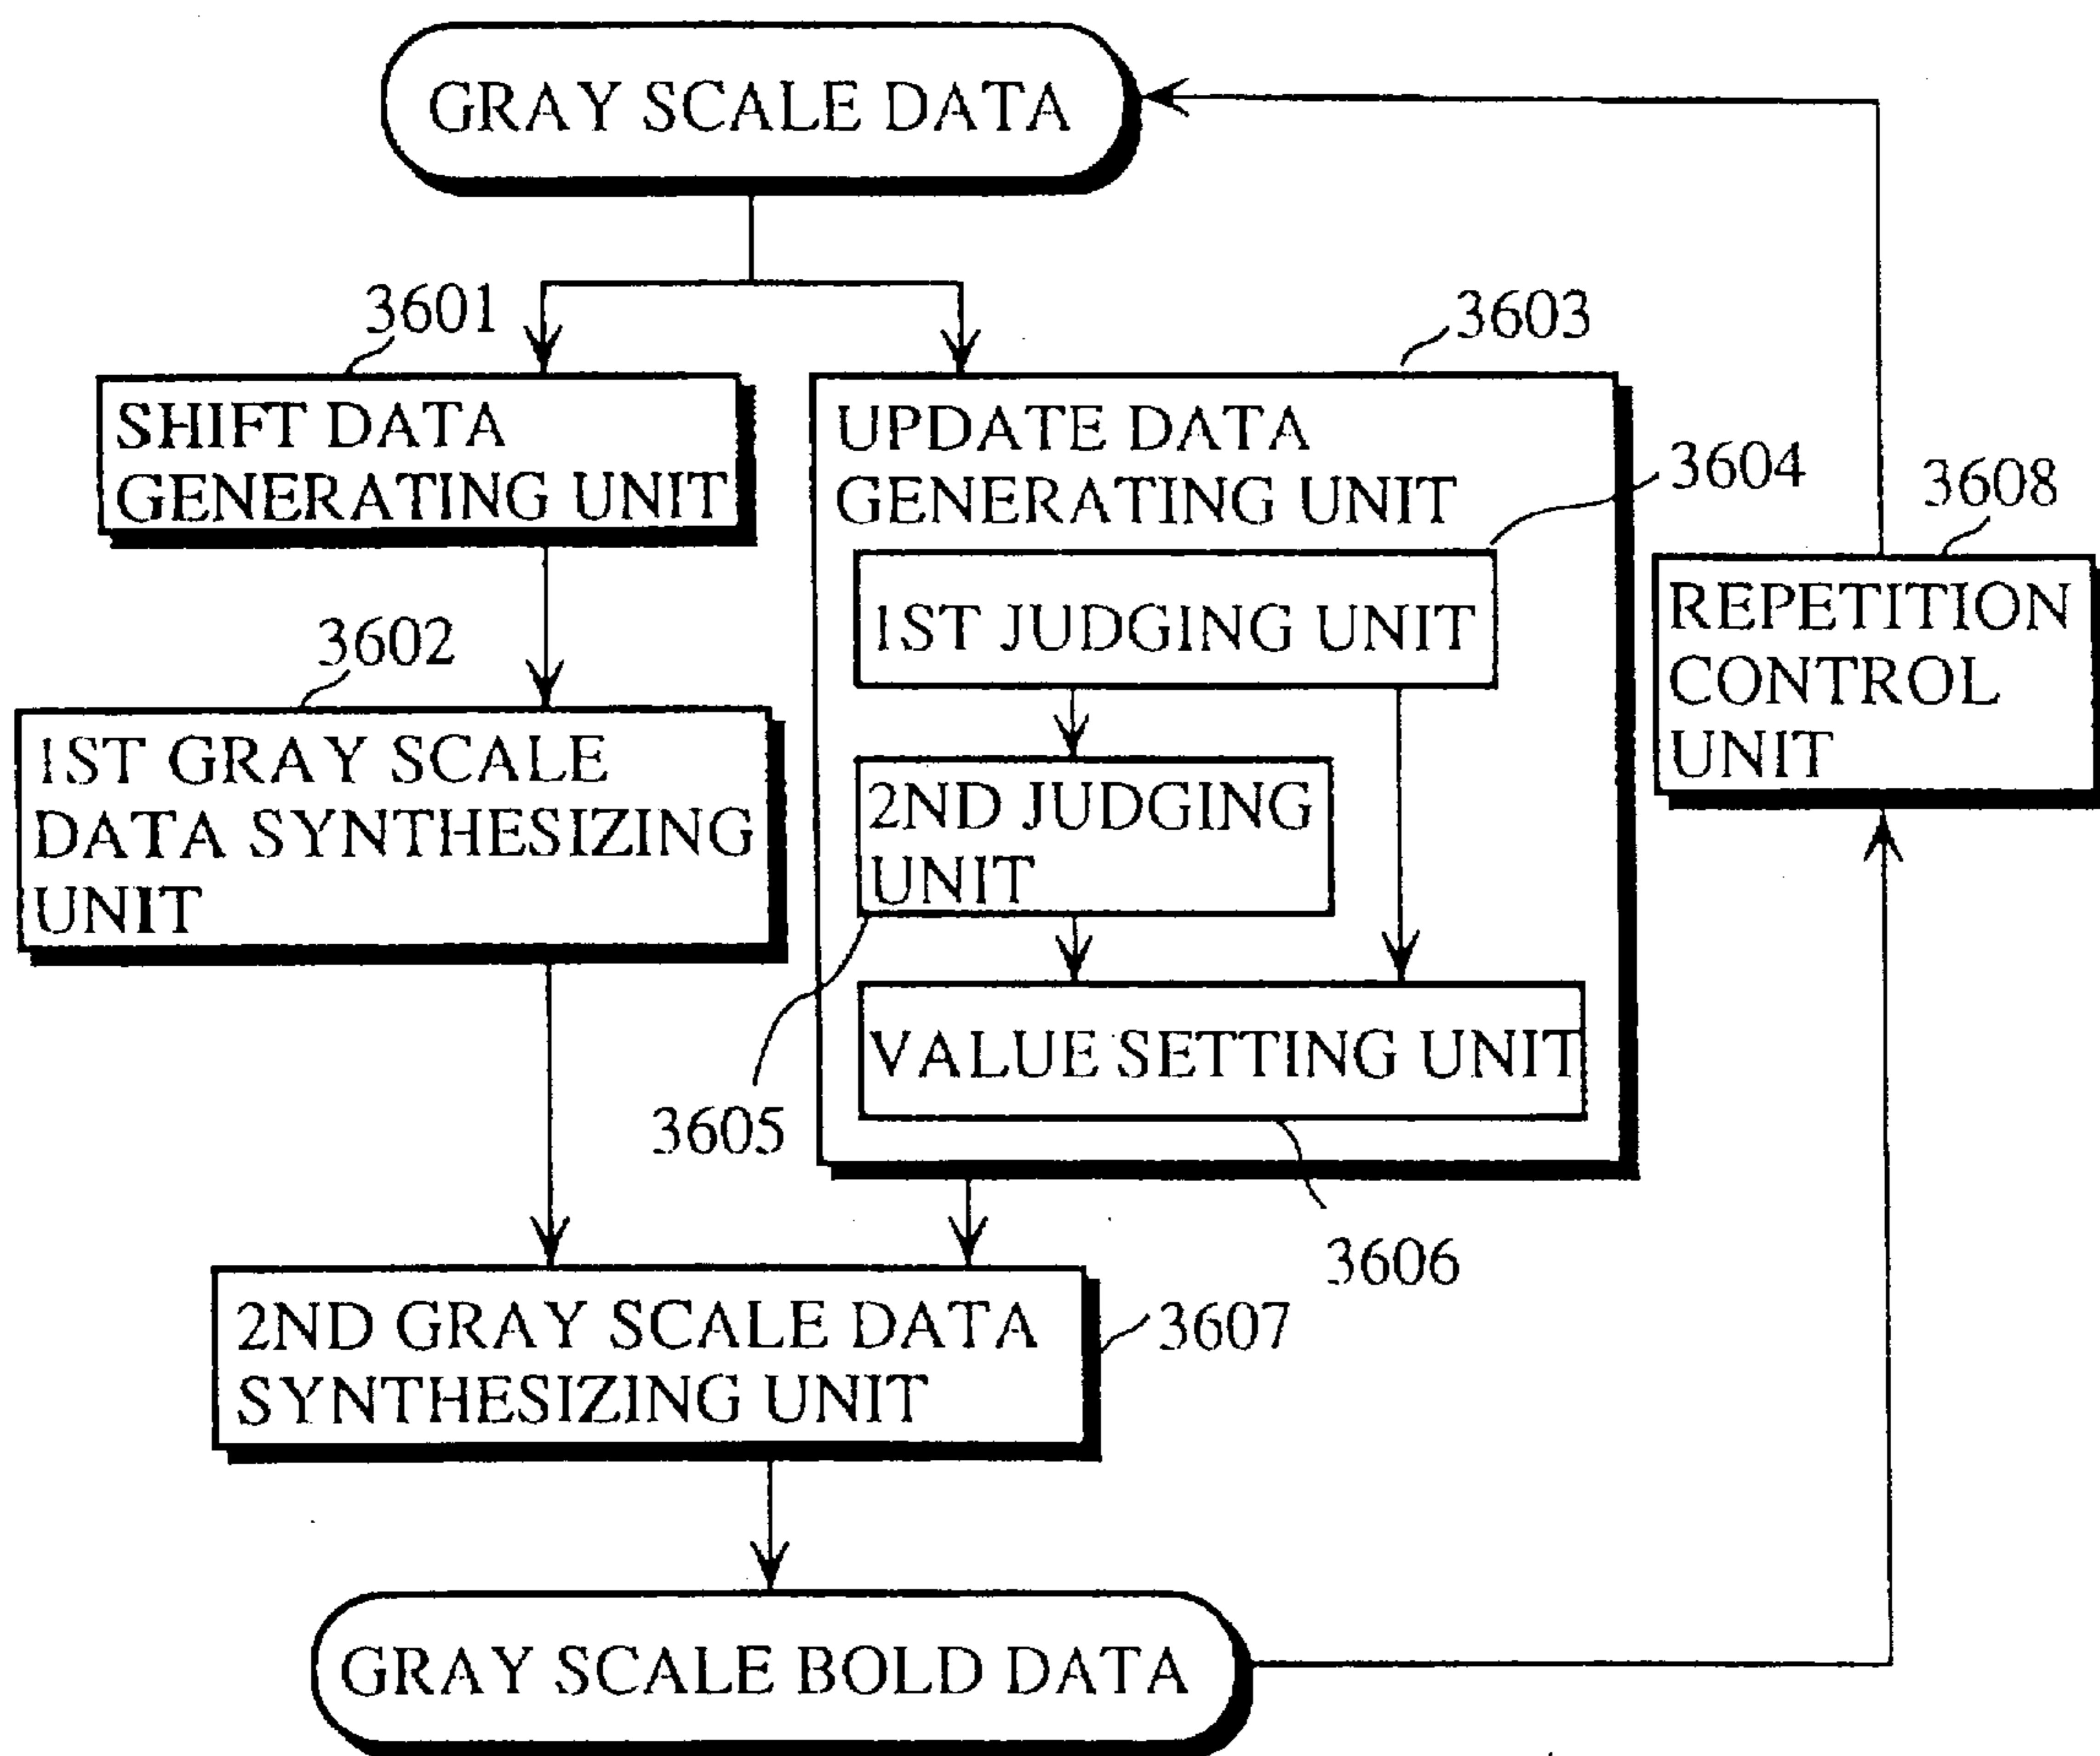 GRAY SCALE DATA
3601
3603
SHIFT DATA
GENERATING UNIT
UPDATE DATA
GENERATING UNIT
3604
3608
1ST JUDGING UNIT
REPETITION
CONTROL
UNIT
3602
1ST GRAY SCALE
DATA SYNTHESIZING
UNIT
2ND JUDGING
UNIT
VALUE SETTING UNIT
3605
3606
2ND GRAY SCALE DATA
SYNTHESIZING UNIT
3607
GRAY SCALE BOLD DATA